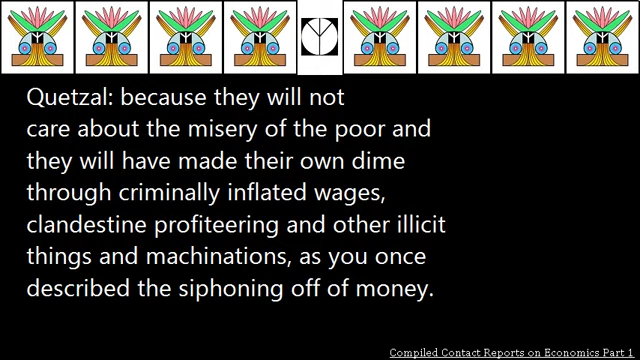 Quetzal: because they will not
care about the misery of the poor and
they will have made their own dime
through criminally inflated wages,
clandestine profiteering and other illicit
things and machinations, as you once
described the siphoning off of money.
Compiled Contact Reports on Economics Part 1